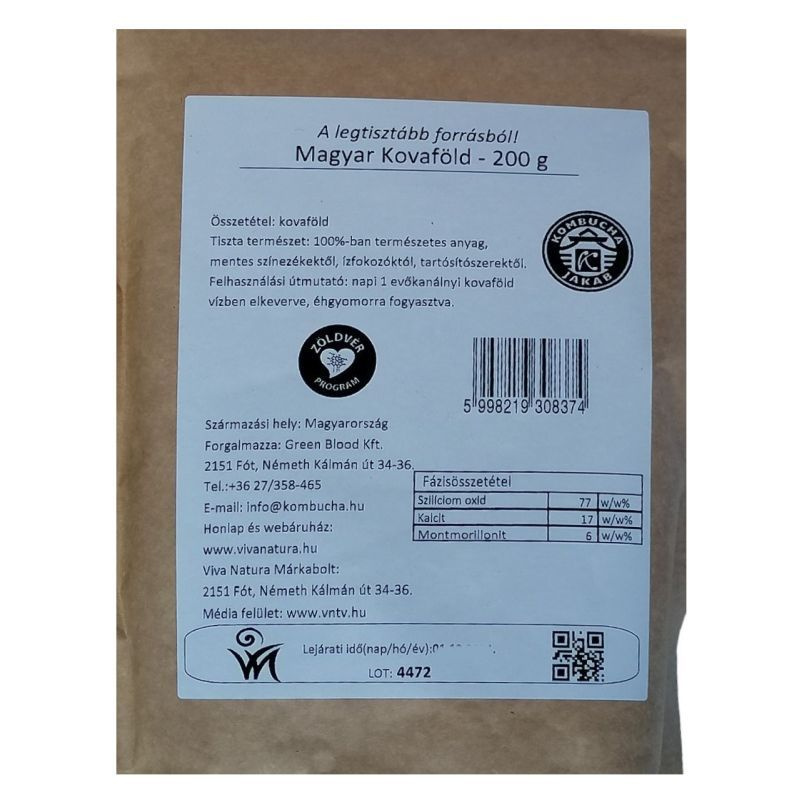 A legtisztább forrásból!
Magyar Kovaföld - 200 g
Összetétel: kovaföld
Tiszta természet: 100%-ban természetes anyag,
mentes színezékektől, ízfokozóktól, tartósítószerektől.
Felhasználási útmutató: napi 1 evőkanálnyi kovaföld
vízben elkeverve, éhgyomorra fogyasztva.
KOMBUCHA
K
JAKAB
ZÖLDVÉR
PROGRAM
5 998219 308374
Származási hely: Magyarország
Forgalmazza: Green Blood Kft.
2151 Fót, Németh Kálmán út 34-36.
Tel.:+36 27/358-465
E-mail: info@kombucha.hu
Honlap és webáruház:
www.vivanatura.hu
Viva Natura Márkabolt:
2151 Fót, Németh Kálmán út 34-36.
Média felület: www.vntv.hu
Fázisösszetétel
Szilíciom oxid 77 w/w%
Kalcit 17 w/w%
Montmorillonit 6 w/w%
Lejárati idő(nap/hó/év):
LOT: 4472